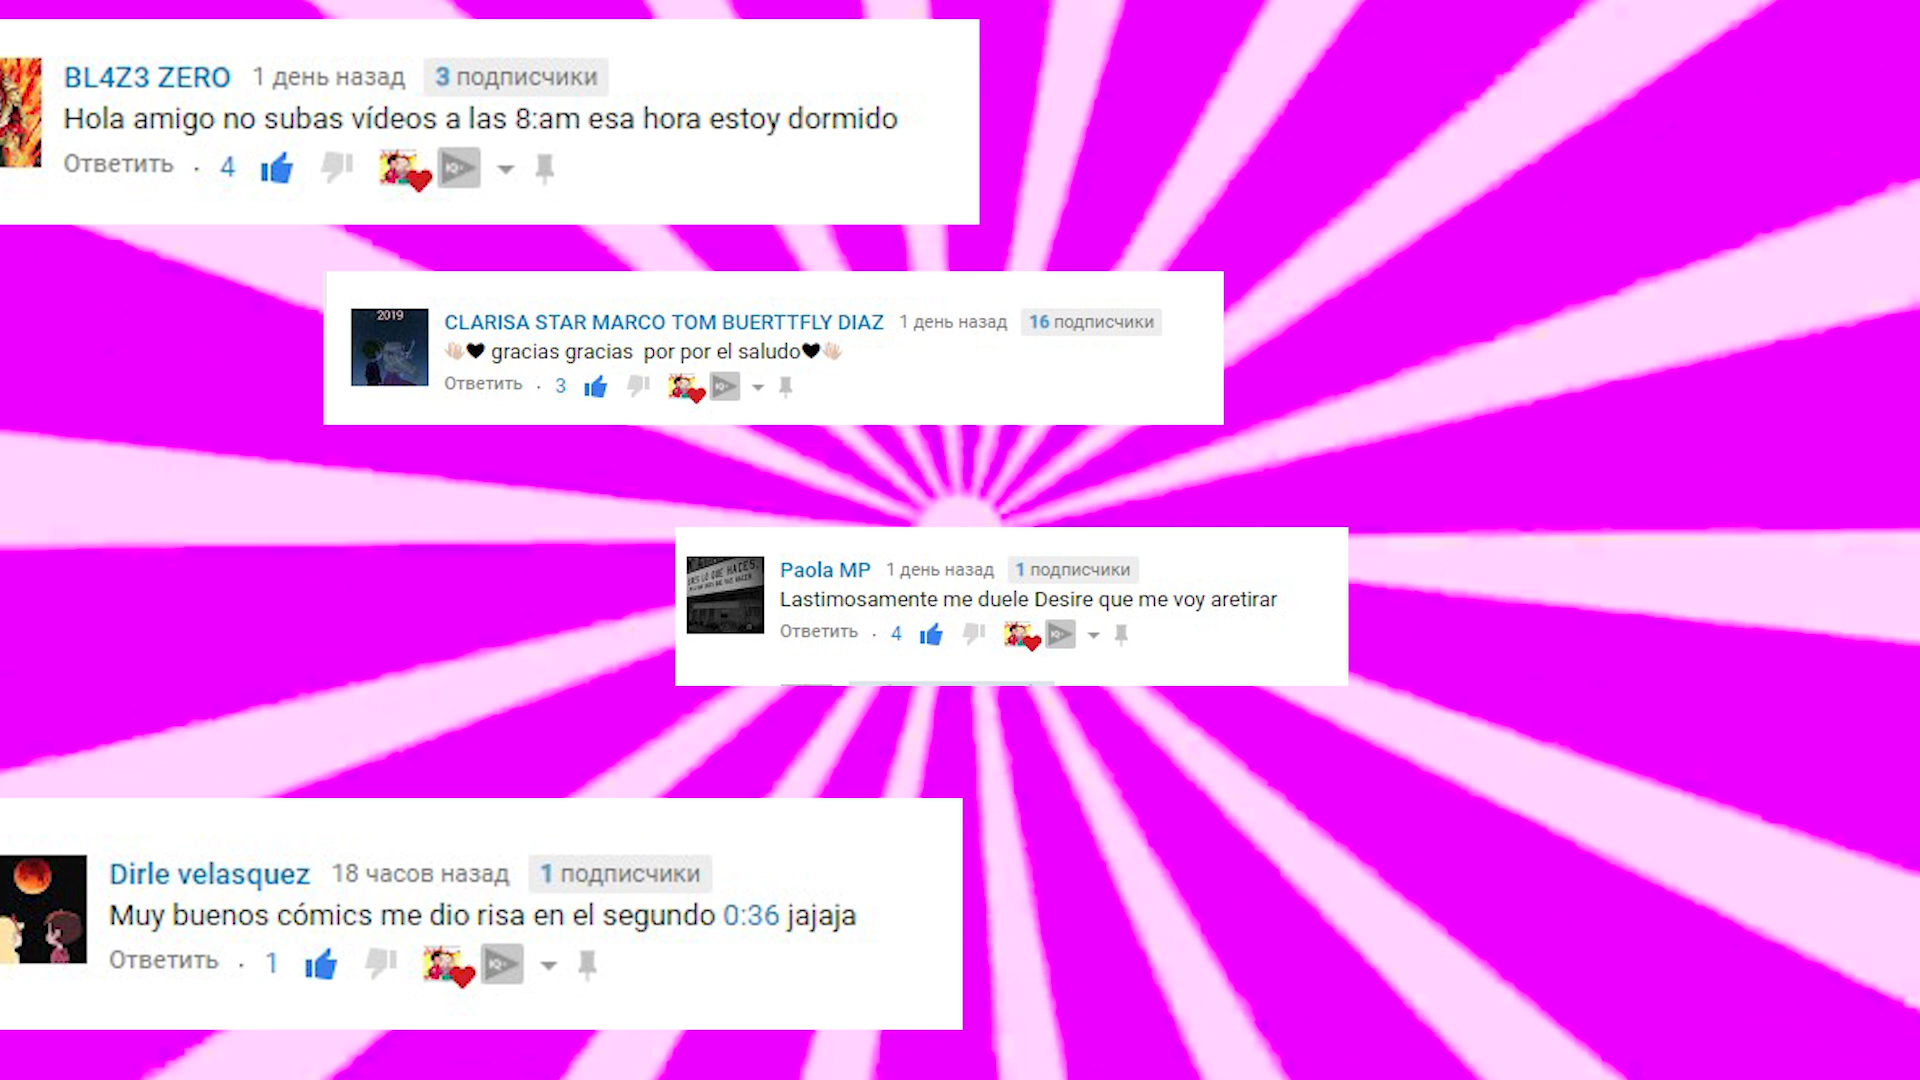 BL4Z3 ZERO 1 день назад 3 подписчики
Hola amigo no subas vídeos a las 8:am esa hora estoy dormido
Ответить · 4
2019
CLARISA STAR MARCO TOM BUERTTFLY DIAZ 1 день назад 16 подписчики
👋🏻🖤 gracias gracias por por el saludo🖤👋🏻
Ответить · 3
Paola MP 1 день назад 1 подписчики
Lastimosamente me duele Desire que me voy aretirar
Ответить · 4
Dirle velasquez 18 часов назад 1 подписчики
Muy buenos cómics me dio risa en el segundo 0:36 jajaja
Ответить · 1